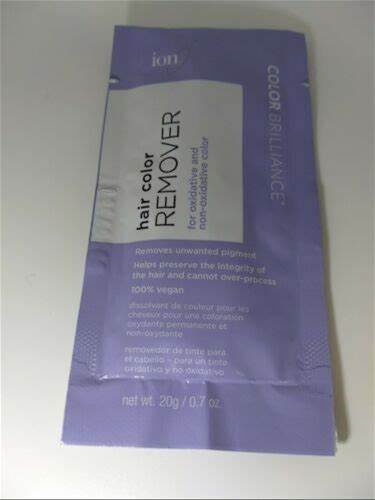 ion
COLOR BRILLIANCE
hair color
REMOVER
for oxidative and
non-oxidative color
Removes unwanted pigment
Helps preserve the integrity of
the hair and cannot over-process
100% vegan
dissolvant de couleur pour les
cheveux pour une coloration
oxydante permanente et
non-oxydante
removedor de tinte para
el cabello – para un tinto
oxidativo y no oxidativo
net wt. 20g / 0.7 oz.